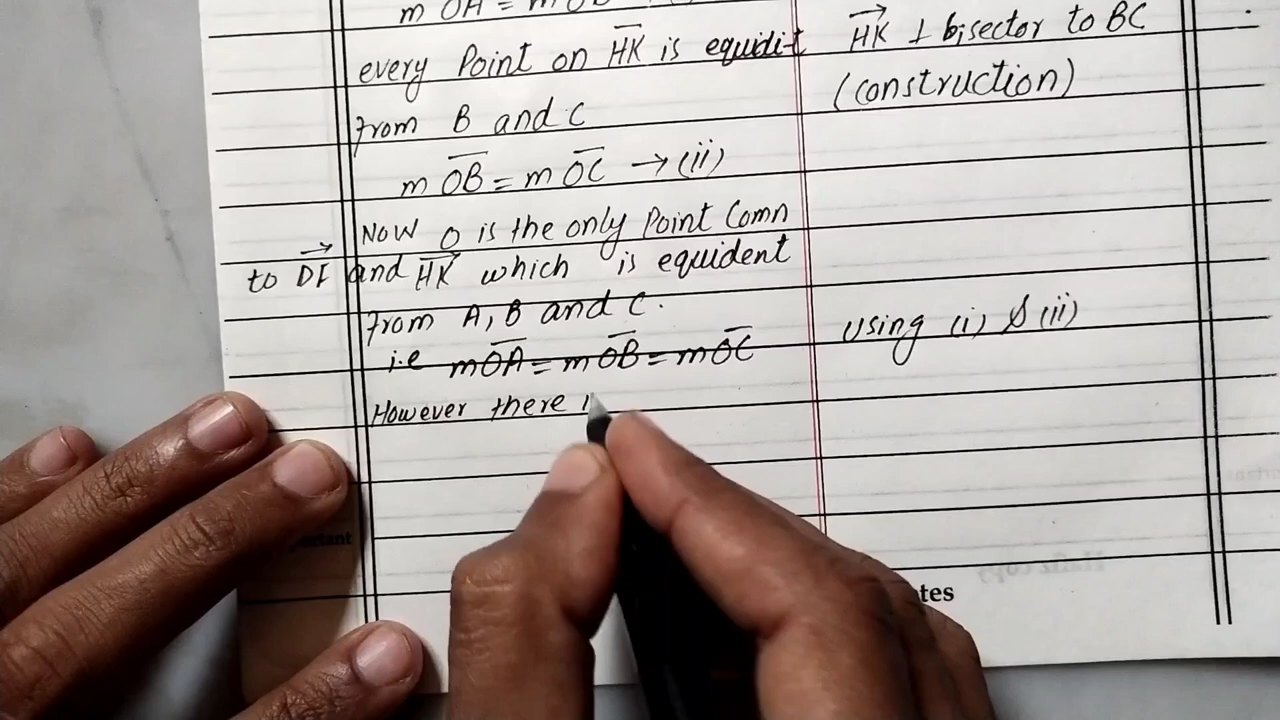 m OA = m OB
every Point on HK is equidit
from B and C
m OB = m OC → (ii)
Now O is the only Point Comn
to DF and HK which is equident
from A, B and C.
i.e mOA = mOB = mOC
However there i
HK ⊥ bisector to BC
(construction)
Using (i) & (ii)